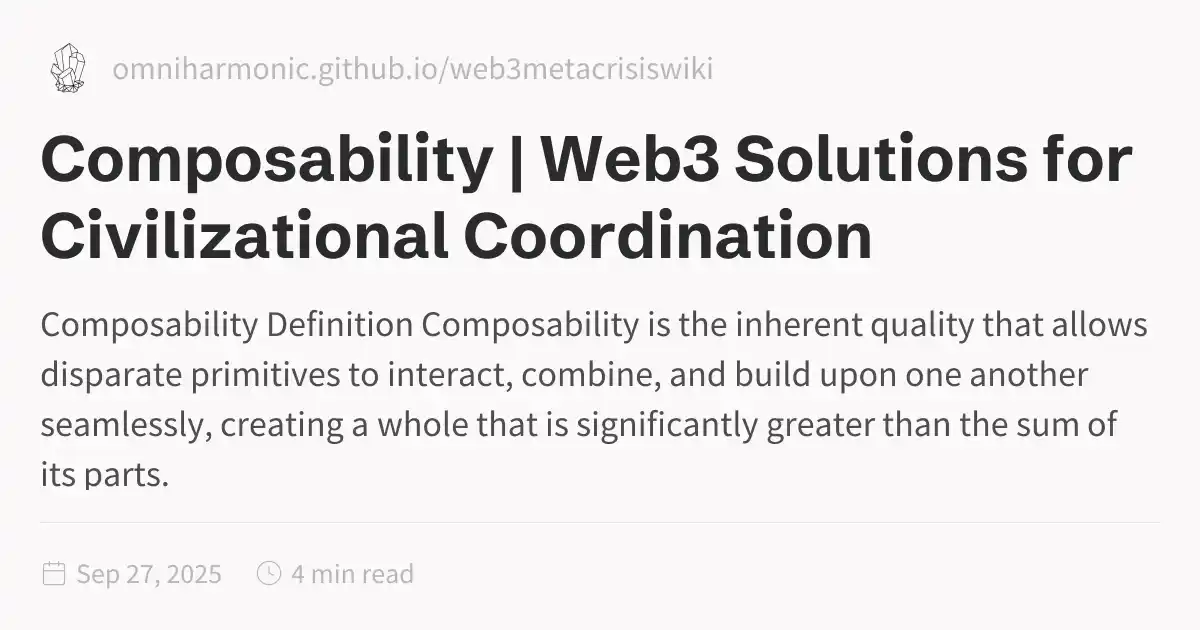 omniharmonic.github.io/web3metacrisiswiki
Composability | Web3 Solutions for
Civilizational Coordination
Composability Definition Composability is the inherent quality that allows
disparate primitives to interact, combine, and build upon one another
seamlessly, creating a whole that is significantly greater than the sum of
its parts.
Sep 27, 2025 4 min read